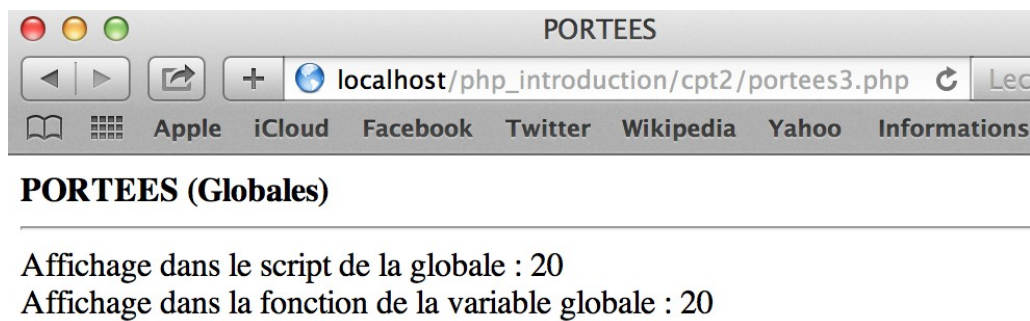 PORTEES
localhost/php_introduction/cpt2/portees3.php Lec
Apple iCloud Facebook Twitter Wikipedia Yahoo Informations
PORTEES (Globales)
Affichage dans le script de la globale : 20
Affichage dans la fonction de la variable globale : 20